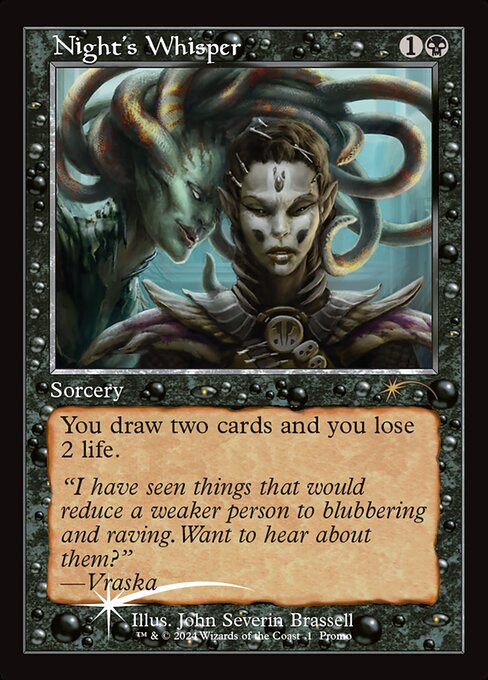 Night's Whisper 1
Sorcery
You draw two cards and you lose
2 life.
“I have seen things that would
reduce a weaker person to blubbering
and raving. Want to hear about
them?”
—Vraska
Illus. John Severin Brassell
™ & © 2024 Wizards of the Coast 1 Promo